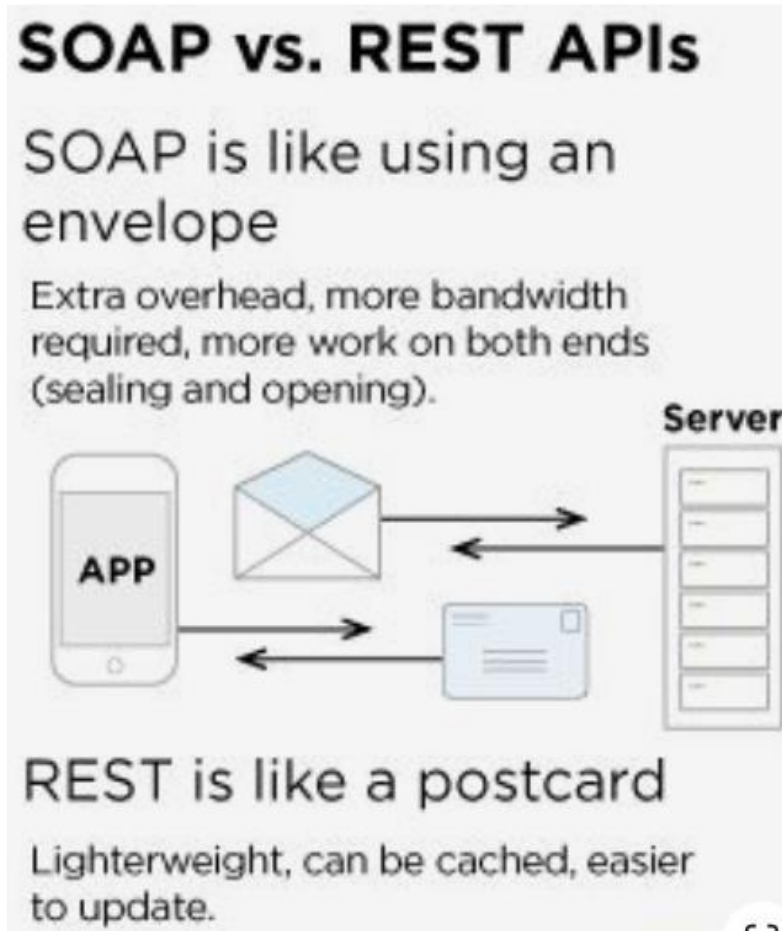 SOAP vs. REST APIs
SOAP is like using an
envelope
Extra overhead, more bandwidth
required, more work on both ends
(sealing and opening).
Server
APP
REST is like a postcard
Lighterweight, can be cached, easier
to update.